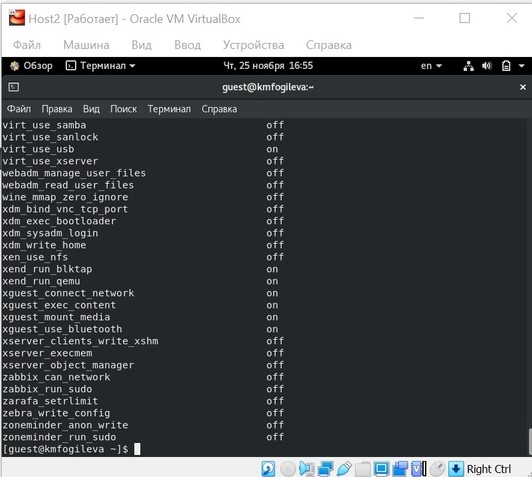 Host2 [Работает] - Oracle VM VirtualBox
Файл Машина Вид Ввод Устройства Справка
Обзор Терминал Чт, 25 ноября 16:55 en
guest@kmfogileva:~
Файл Правка Вид Поиск Терминал Справка
virt_use_samba off
virt_use_sanlock off
virt_use_usb on
virt_use_xserver off
webadm_manage_user_files off
webadm_read_user_files off
wine_mmap_zero_ignore off
xdm_bind_vnc_tcp_port off
xdm_exec_bootloader off
xdm_sysadm_login off
xdm_write_home off
xen_use_nfs off
xend_run_blktap on
xend_run_qemu on
xguest_connect_network on
xguest_exec_content on
xguest_mount_media on
xguest_use_bluetooth on
xserver_clients_write_xshm off
xserver_execmem off
xserver_object_manager off
zabbix_can_network off
zabbix_run_sudo off
zarafa_setrlimit off
zebra_write_config off
zoneminder_anon_write off
zoneminder_run_sudo off
[guest@kmfogileva ~]$
Right Ctrl